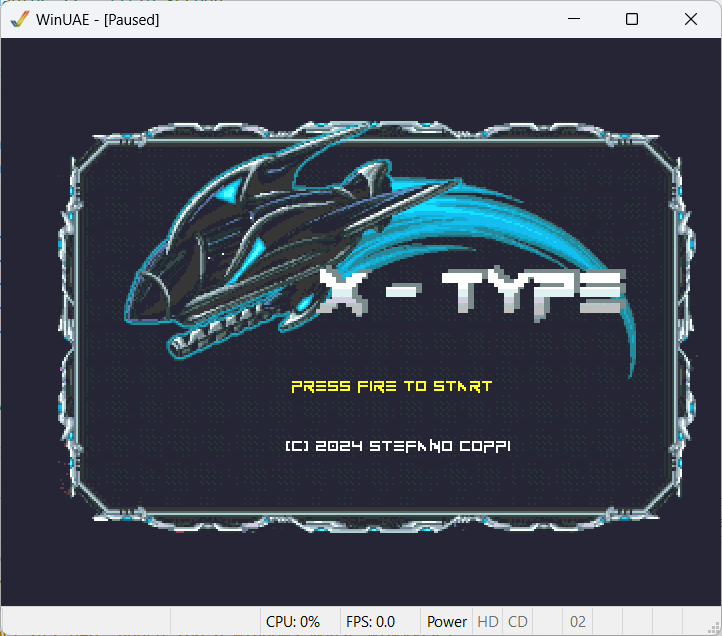 WinUAE - [Paused]
X - TYPE
PRESS FIRE TO START
(C) 2024 STEFANO COPPI
CPU: 0% FPS: 0.0 Power HD CD 02